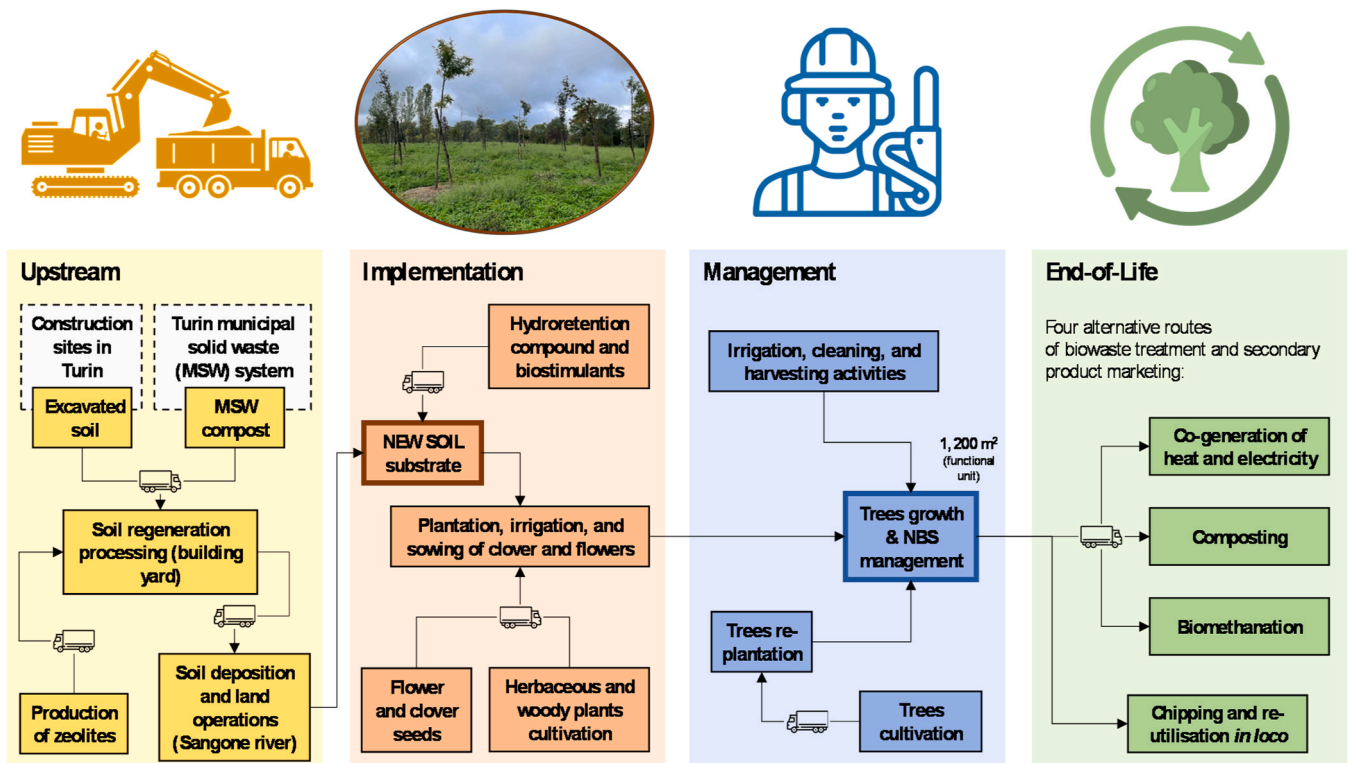 Upstream
Construction
sites in
Turin
Turin municipal
solid waste
(MSW) system
Excavated
soil
MSW
compost
Soil regeneration
processing (building
yard)
Production
of zeolites
Soil deposition
and land
operations
(Sangone river)
Implementation
Hydroretention
compound and
biostimulants
NEW SOIL
substrate
Plantation, irrigation, and
sowing of clover and flowers
Flower
and clover
seeds
Herbaceous and
woody plants
cultivation
Management
Irrigation, cleaning, and
harvesting activities
1, 200 m²
(functional
unit)
Trees growth
& NBS
management
Trees re-
plantation
Trees
cultivation
End-of-Life
Four alternative routes
of biowaste treatment and secondary
product marketing:
Co-generation of
heat and electricity
Composting
Biomethanation
Chipping and re-
utilisation in loco